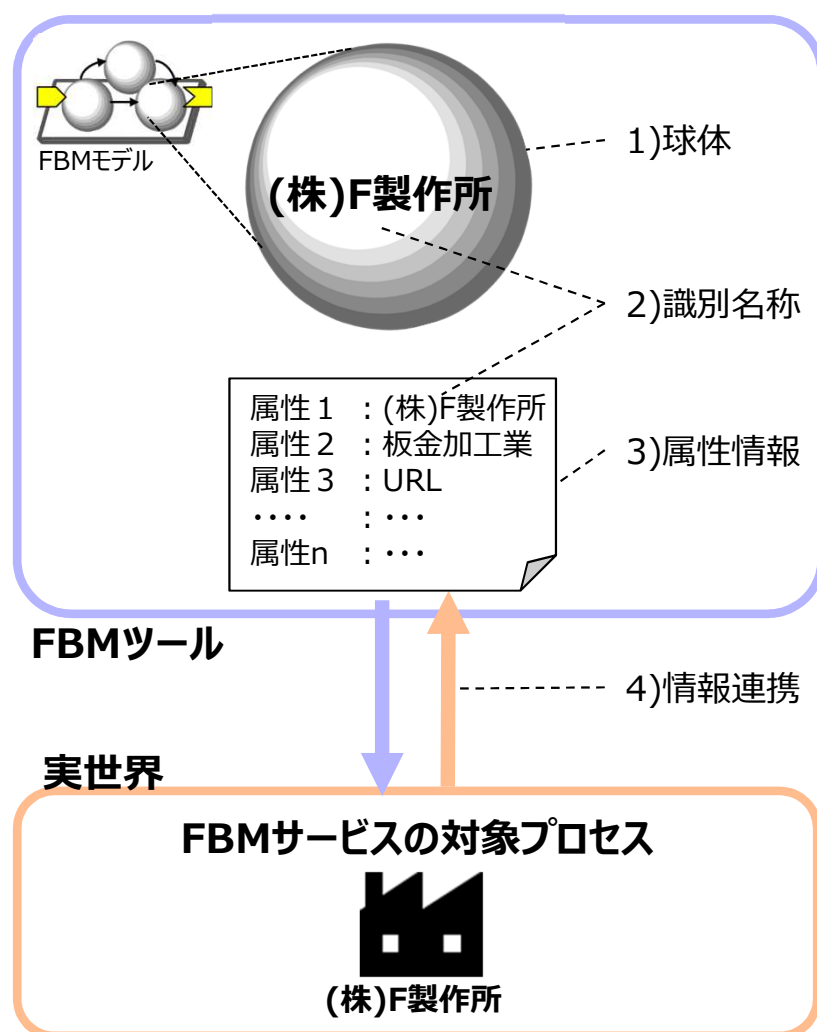 FBMモデル
(株)F製作所
1)球体
2)識別名称
属性1 : (株)F製作所
属性2 : 板金加工業
属性3 : URL
‥‥ : ・・・
属性n : ・・・
3)属性情報
FBMツール
4)情報連携
実世界
FBMサービスの対象プロセス
(株)F製作所